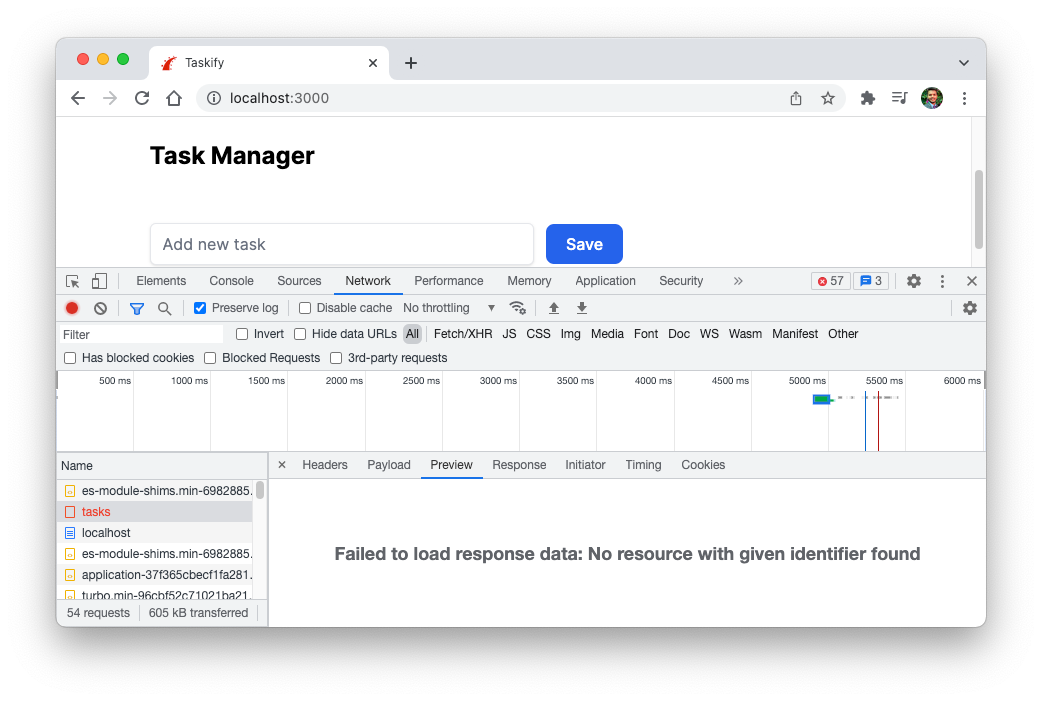 Taskify
localhost:3000
Task Manager
Add new task Save
Elements Console Sources Network Performance Memory Application Security » 57 3
Preserve log Disable cache No throttling
Filter Invert Hide data URLs All Fetch/XHR JS CSS Img Media Font Doc WS Wasm Manifest Other
Has blocked cookies Blocked Requests 3rd-party requests
500 ms 1000 ms 1500 ms 2000 ms 2500 ms 3000 ms 3500 ms 4000 ms 4500 ms 5000 ms 5500 ms 6000 ms
Name Headers Payload Preview Response Initiator Timing Cookies
es-module-shims.min-6982885.
tasks
localhost
es-module-shims.min-6982885.
Failed to load response data: No resource with given identifier found
application-37f365cbecf1fa281.
turbo.min-96cbf52c71021ba21.
54 requests 605 kB transferred